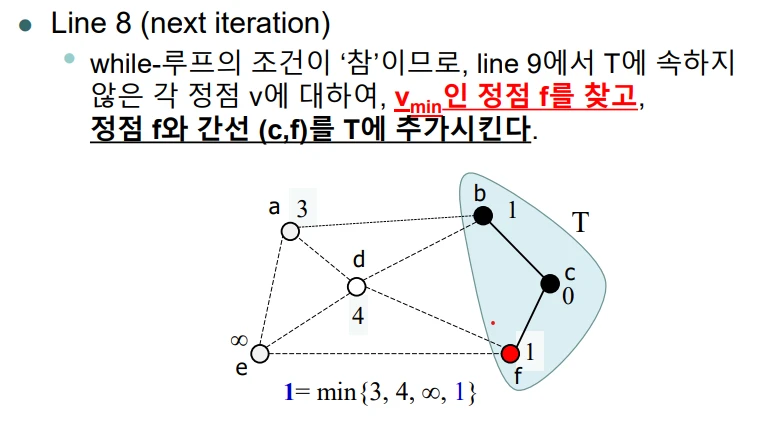 Line 8 (next iteration)
while-루프의 조건이 ‘참’이므로, line 9에서 T에 속하지
않은 각 정점 v에 대하여, vmin인 정점 f를 찾고,
정점 f와 간선 (c,f)를 T에 추가시킨다.
b
1
T
a 3
d
c
0
4
∞
e
1
f
1= min{3, 4, ∞, 1}